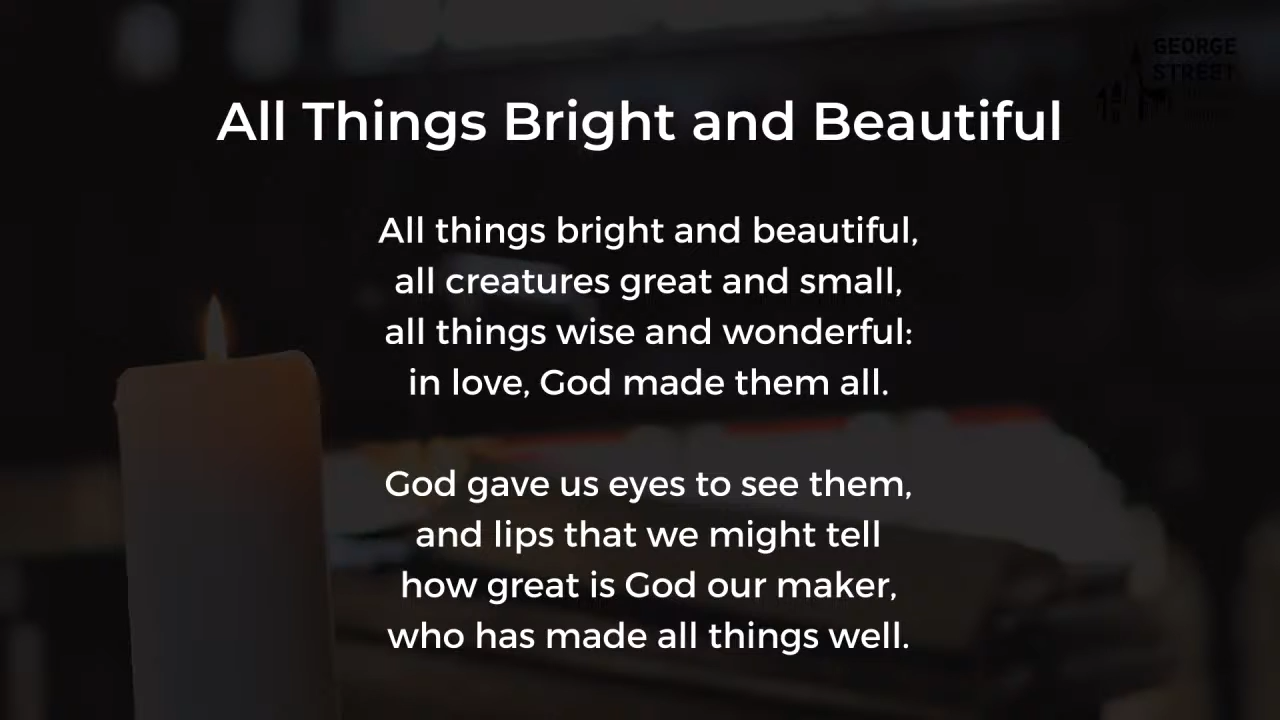 GEORGE
STREET
All Things Bright and Beautiful
All things bright and beautiful,
all creatures great and small,
all things wise and wonderful:
in love, God made them all.
God gave us eyes to see them,
and lips that we might tell
how great is God our maker,
who has made all things well.